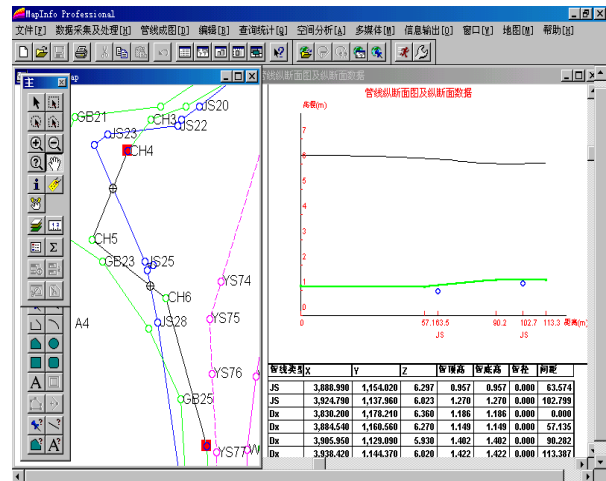 MapInfo Professional
文件[F] 数据采集及处理[H] 管线成图[D] 编辑[B] 查询统计[G] 空间分析[A] 多媒体[M] 信息输出[O] 窗口[Y] 地图[M] 帮助[H]
主
ap
管线纵断面图及纵断面数据
JS20
GB21
CH3
JS22
JS23
CH4
CH5
GB23
JS25
CH6
YS74
JS28
YS75
A4
YS76
GB25
YS77
管线纵断面图及纵断面数据
高程(m)
7
6
5
4
3
2
1
0
0 57.163.5 90.2 102.7 113.3 距离(m)
JS JS
管线类型 X Y Z 管顶高 管底高 管径 间距
JS 3,888.990 1,154.020 6.297 0.957 0.957 0.000 63.574
JS 3,924.790 1,137.960 6.023 1.270 1.270 0.000 102.799
Dx 3,830.200 1,178.210 6.360 1.186 1.186 0.000 0.000
Dx 3,884.540 1,160.560 6.270 1.149 1.149 0.000 57.135
Dx 3,905.950 1,129.090 5.930 1.402 1.402 0.000 90.282
Dx 3,938.420 1,144.370 6.020 1.422 1.422 0.000 113.387